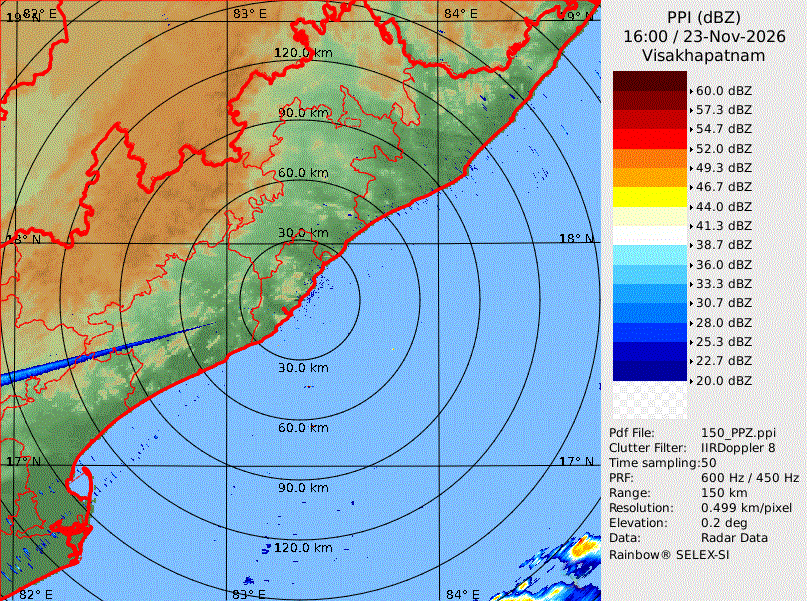 PPI (dBZ)
16:00 / 23-Nov-2026
Visakhapatnam
60.0 dBZ
57.3 dBZ
54.7 dBZ
52.0 dBZ
49.3 dBZ
46.7 dBZ
44.0 dBZ
41.3 dBZ
38.7 dBZ
36.0 dBZ
33.3 dBZ
30.7 dBZ
28.0 dBZ
25.3 dBZ
22.7 dBZ
20.0 dBZ
Pdf File: 150_PPZ.ppi
Clutter Filter: IIRDoppler 8
Time sampling:50
PRF: 600 Hz / 450 Hz
Range: 150 km
Resolution: 0.499 km/pixel
Elevation: 0.2 deg
Data: Radar Data
Rainbow® SELEX-SI
82° E 83° E 84° E
19° N 19° N
120.0 km
90.0 km
60.0 km
30.0 km
18° N 18° N
30.0 km
60.0 km
17° N 17° N
90.0 km
120.0 km
82° E 83° E 84° E